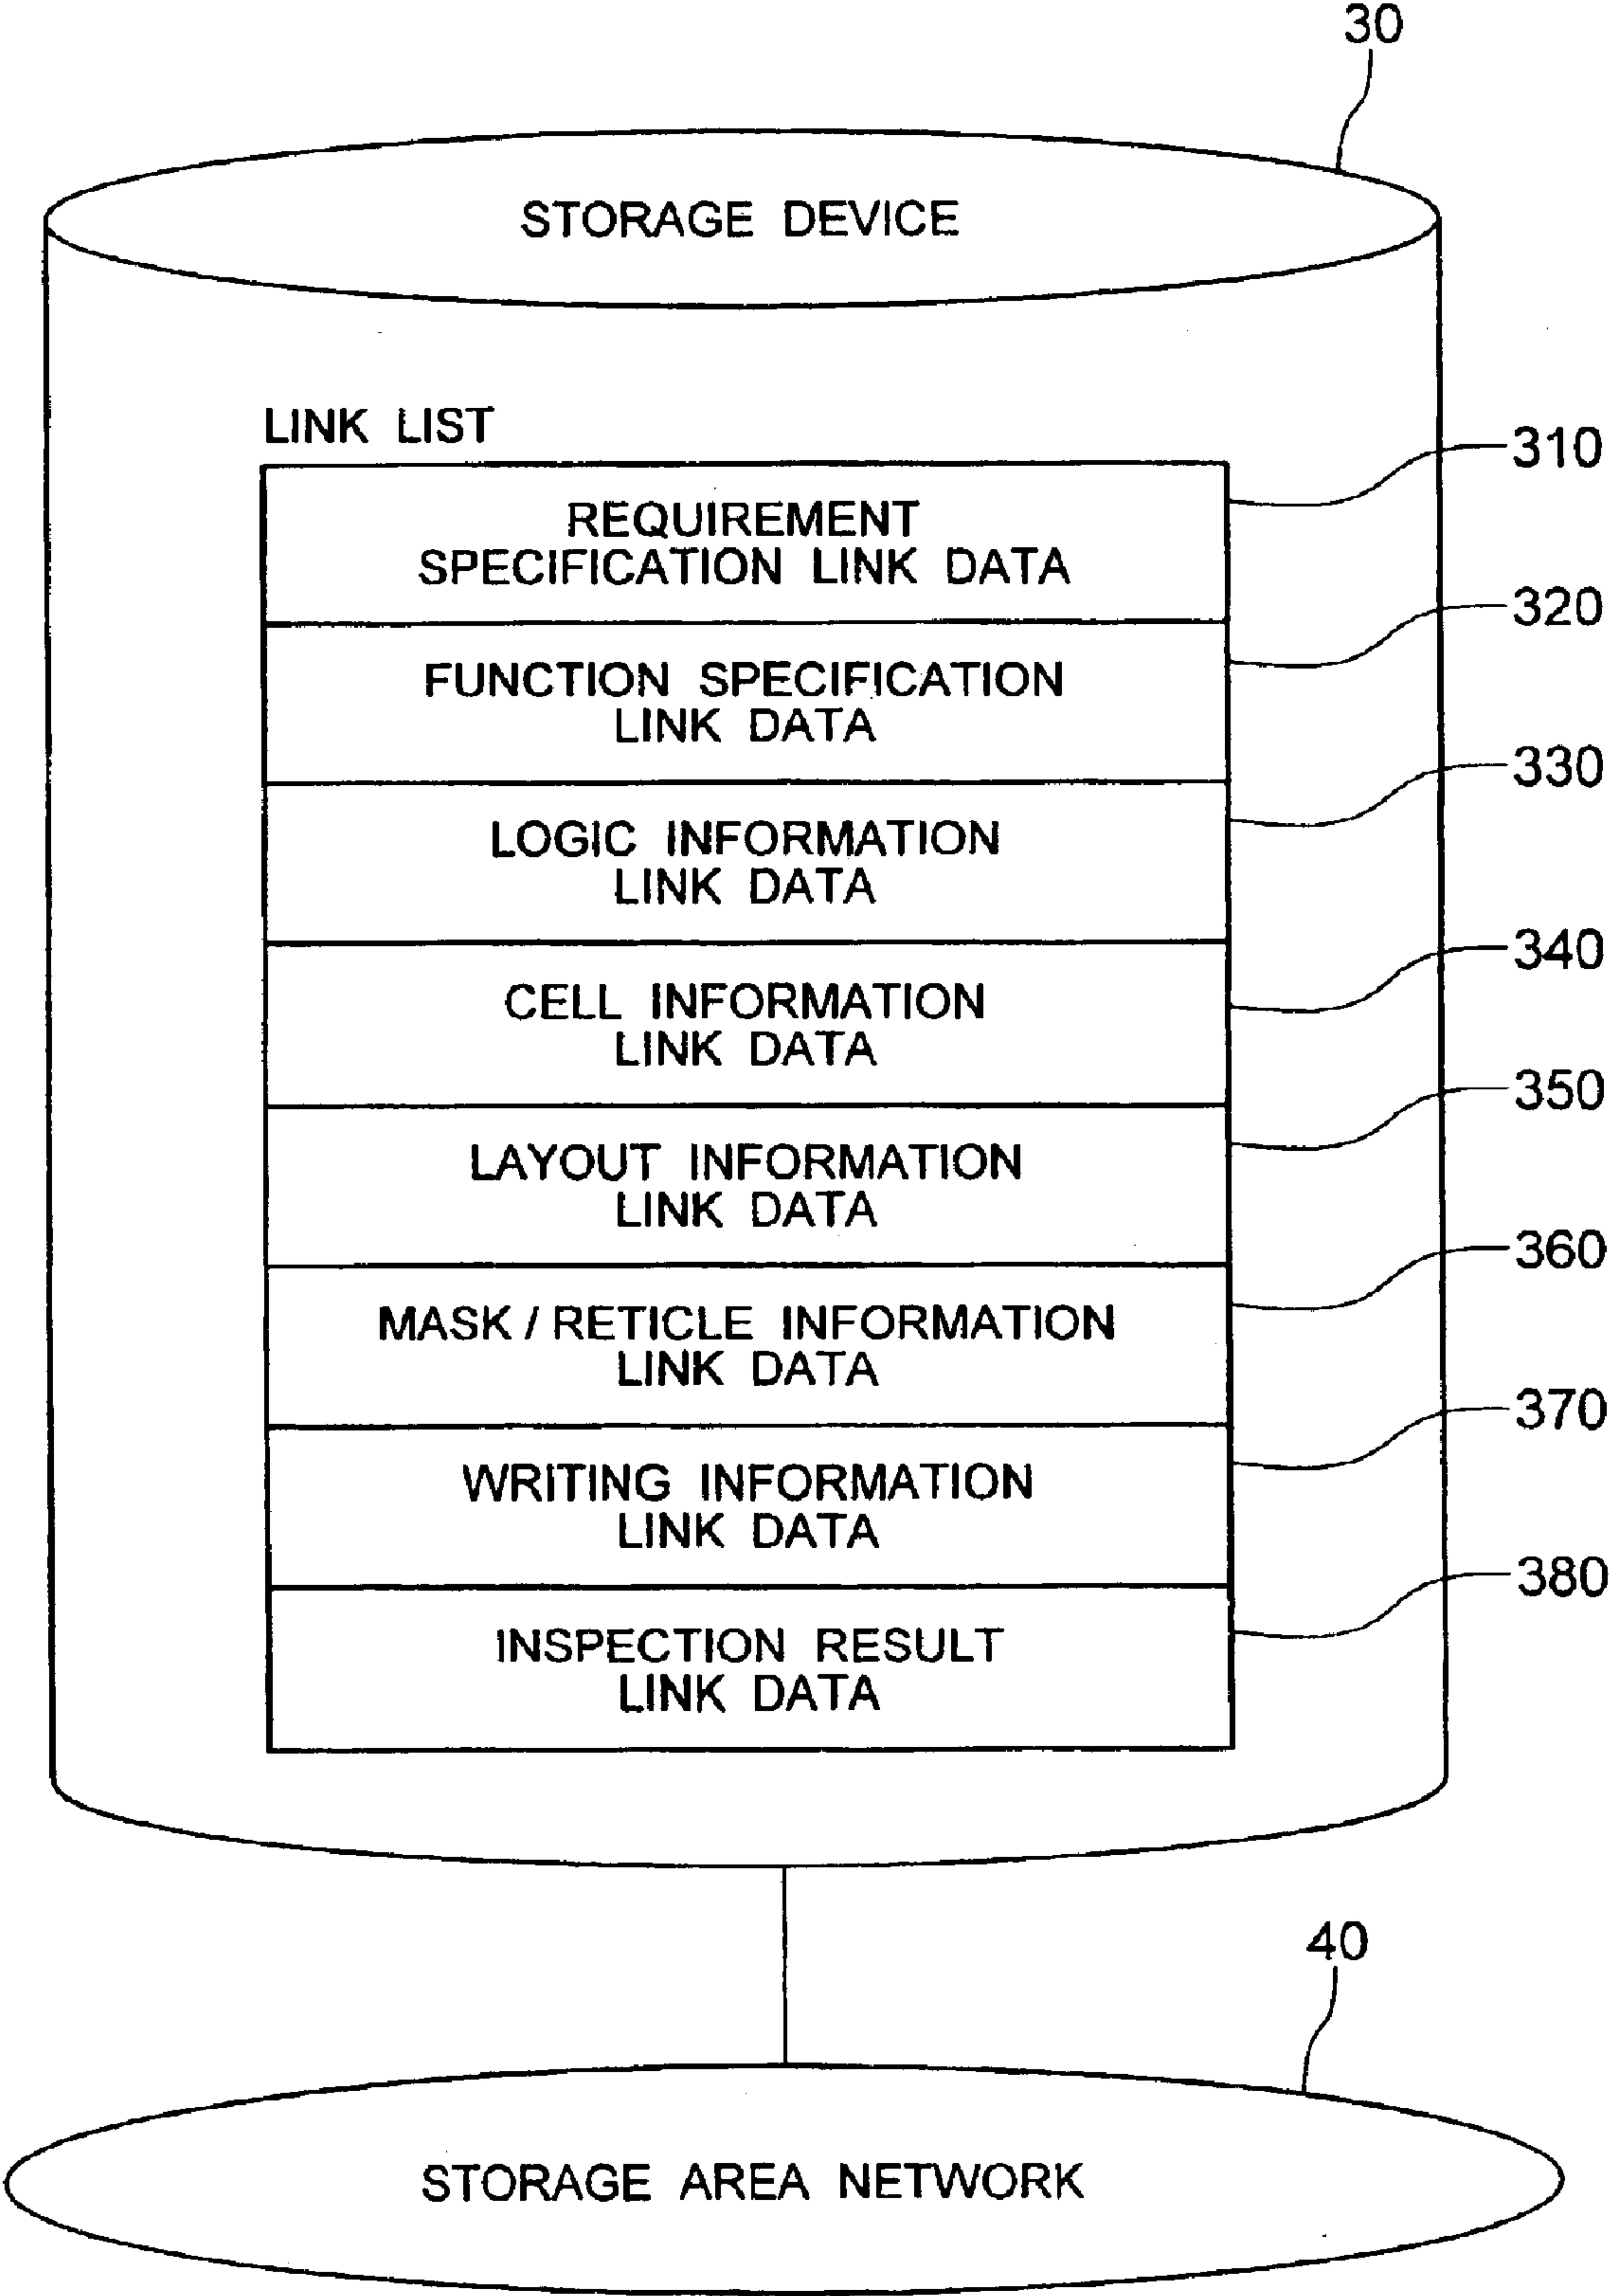 30
STORAGE DEVICE
LINK LIST
310
REQUIREMENT
SPECIFICATION LINK DATA
320
FUNCTION SPECIFICATION
LINK DATA
330
LOGIC INFORMATION
LINK DATA
340
CELL INFORMATION
LINK DATA
350
LAYOUT INFORMATION
LINK DATA
360
MASK / RETICLE INFORMATION
LINK DATA
370
WRITING INFORMATION
LINK DATA
380
INSPECTION RESULT
LINK DATA
40
STORAGE AREA NETWORK